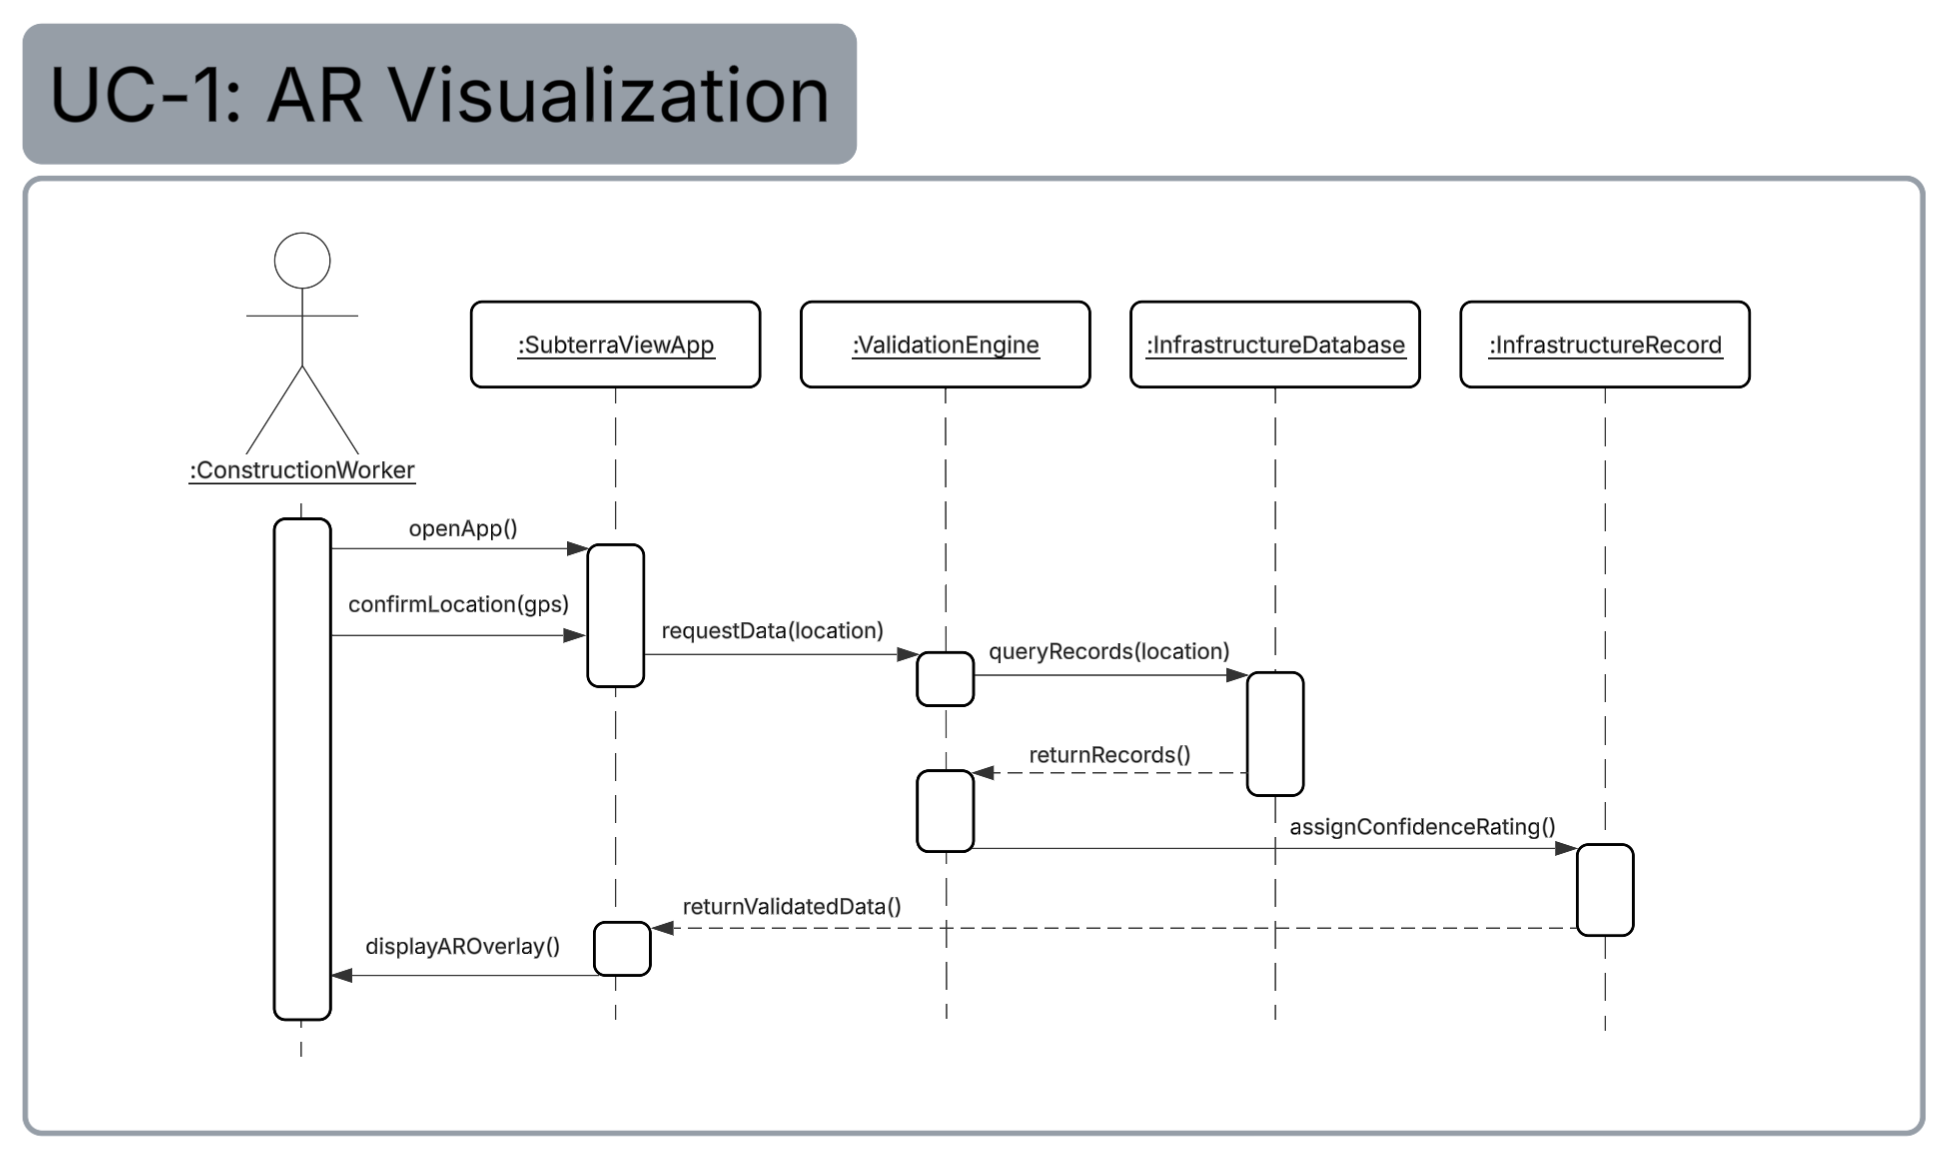 UC-1: AR Visualization
:SubterraViewApp
:ValidationEngine
:InfrastructureDatabase
:InfrastructureRecord
:ConstructionWorker
openApp()
confirmLocation(gps)
requestData(location)
queryRecords(location)
returnRecords()
assignConfidenceRating()
returnValidatedData()
displayAROverlay()